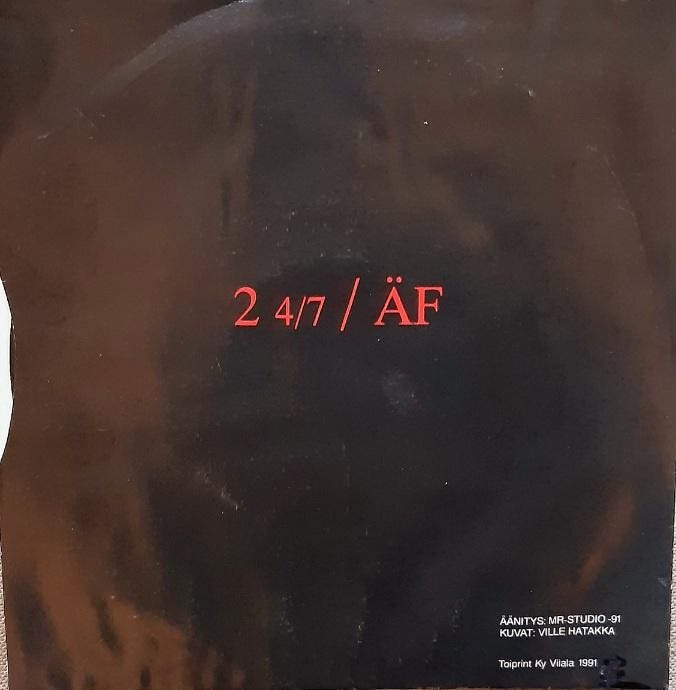 2 4/7 / ÄF
ÄÄNITYS: MR-STUDIO -91
KUVAT: VILLE HATAKKA
Toiprint Ky Viiala 1991